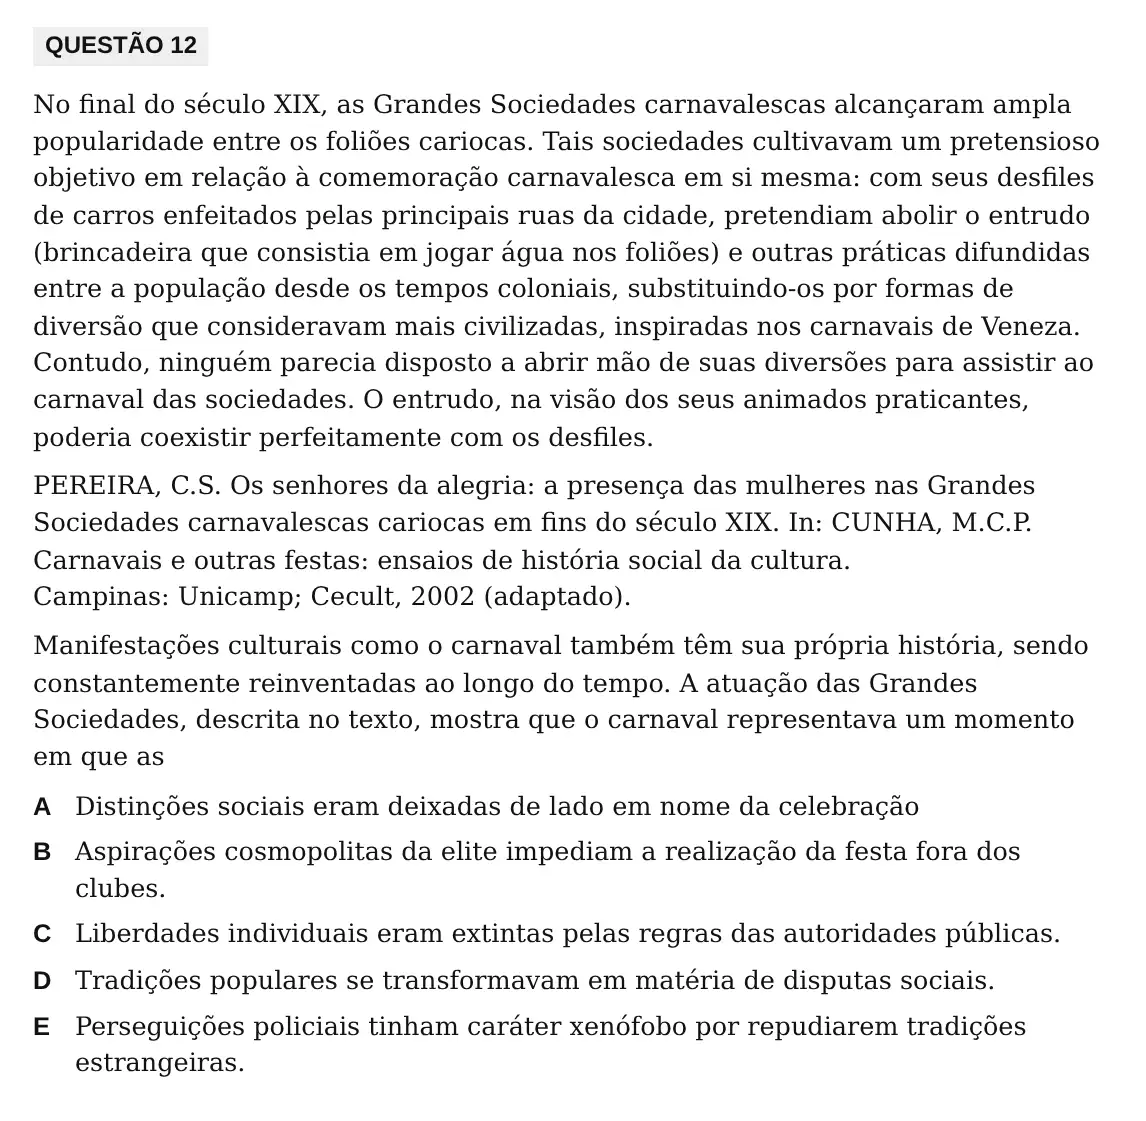 QUESTÃO 12
No final do século XIX, as Grandes Sociedades carnavalescas alcançaram ampla
popularidade entre os foliões cariocas. Tais sociedades cultivavam um pretensioso
objetivo em relação à comemoração carnavalesca em si mesma: com seus desfiles
de carros enfeitados pelas principais ruas da cidade, pretendiam abolir o entrudo
(brincadeira que consistia em jogar água nos foliões) e outras práticas difundidas
entre a população desde os tempos coloniais, substituindo-os por formas de
diversão que consideravam mais civilizadas, inspiradas nos carnavais de Veneza.
Contudo, ninguém parecia disposto a abrir mão de suas diversões para assistir ao
carnaval das sociedades. O entrudo, na visão dos seus animados praticantes,
poderia coexistir perfeitamente com os desfiles.
PEREIRA, C.S. Os senhores da alegria: a presença das mulheres nas Grandes
Sociedades carnavalescas cariocas em fins do século XIX. In: CUNHA, M.C.P.
Carnavais e outras festas: ensaios de história social da cultura.
Campinas: Unicamp; Cecult, 2002 (adaptado).
Manifestações culturais como o carnaval também têm sua própria história, sendo
constantemente reinventadas ao longo do tempo. A atuação das Grandes
Sociedades, descrita no texto, mostra que o carnaval representava um momento
em que as
A Distinções sociais eram deixadas de lado em nome da celebração
B Aspirações cosmopolitas da elite impediam a realização da festa fora dos
clubes.
C Liberdades individuais eram extintas pelas regras das autoridades públicas.
D Tradições populares se transformavam em matéria de disputas sociais.
E Perseguições policiais tinham caráter xenófobo por repudiarem tradições
estrangeiras.